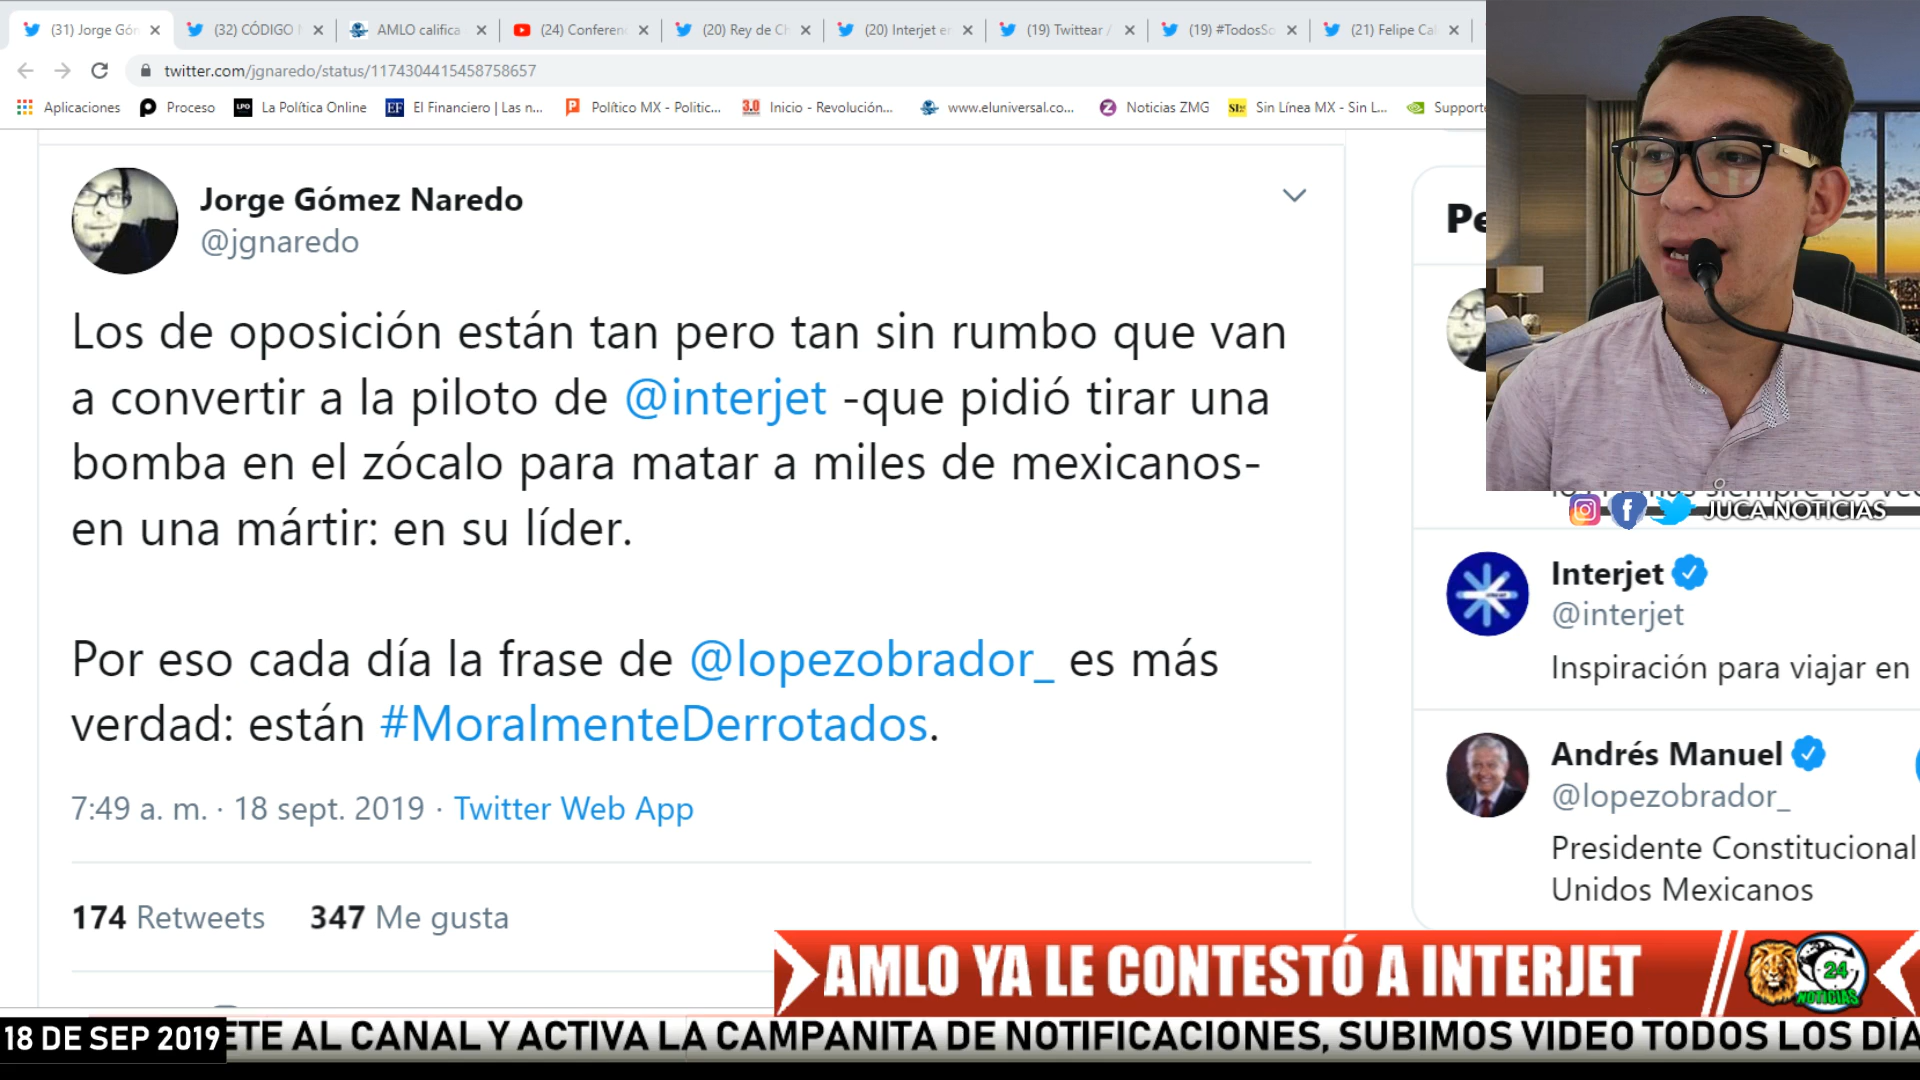 (31) Jorge Góm
(32) CÓDIGO
AMLO califica
(24) Conferenc
(20) Rey de Ch
(20) Interjet en
(19) Twittear /
(19) #TodosSo
(21) Felipe Cal
twitter.com/jgnaredo/status/1174304415458758657
Aplicaciones
Proceso
LPO La Política Online
EF El Financiero | Las n...
P Político MX - Politic...
3.0 Inicio - Revolución...
www.eluniversal.co...
Z Noticias ZMG
Sin Línea MX - Sin L...
Supporte
Jorge Gómez Naredo
@jgnaredo
Los de oposición están tan pero tan sin rumbo que van
a convertir a la piloto de @interjet -que pidió tirar una
bomba en el zócalo para matar a miles de mexicanos-
en una mártir: en su líder.
Por eso cada día la frase de @lopezobrador_ es más
verdad: están #MoralmenteDerrotados.
7:49 a. m. · 18 sept. 2019 · Twitter Web App
174 Retweets 347 Me gusta
Pe
JUCA NOTICIAS
Interjet
@interjet
Inspiración para viajar en
Andrés Manuel
@lopezobrador_
Presidente Constitucional
Unidos Mexicanos
AMLO YA LE CONTESTÓ A INTERJET
24
NOTICIAS
18 DE SEP 2019
ETE AL CANAL Y ACTIVA LA CAMPANITA DE NOTIFICACIONES, SUBIMOS VIDEO TODOS LOS DÍA